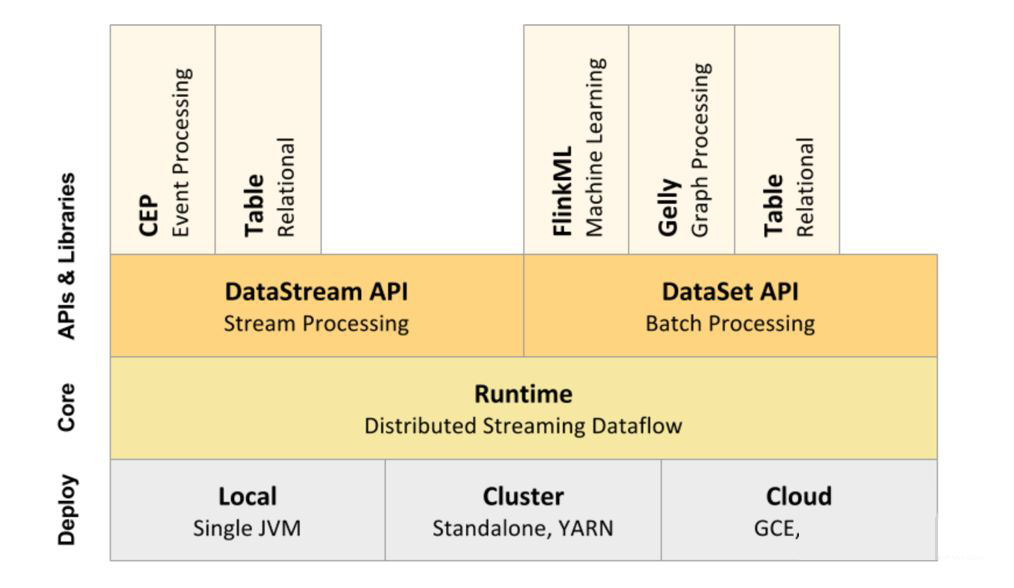 CEP
Event Processing
Table
Relational
FlinkML
Machine Learning
Gelly
Graph Processing
Table
Relational
APIs & Libraries
DataStream API
Stream Processing
DataSet API
Batch Processing
Core
Runtime
Distributed Streaming Dataflow
Deploy
Local
Single JVM
Cluster
Standalone, YARN
Cloud
GCE,